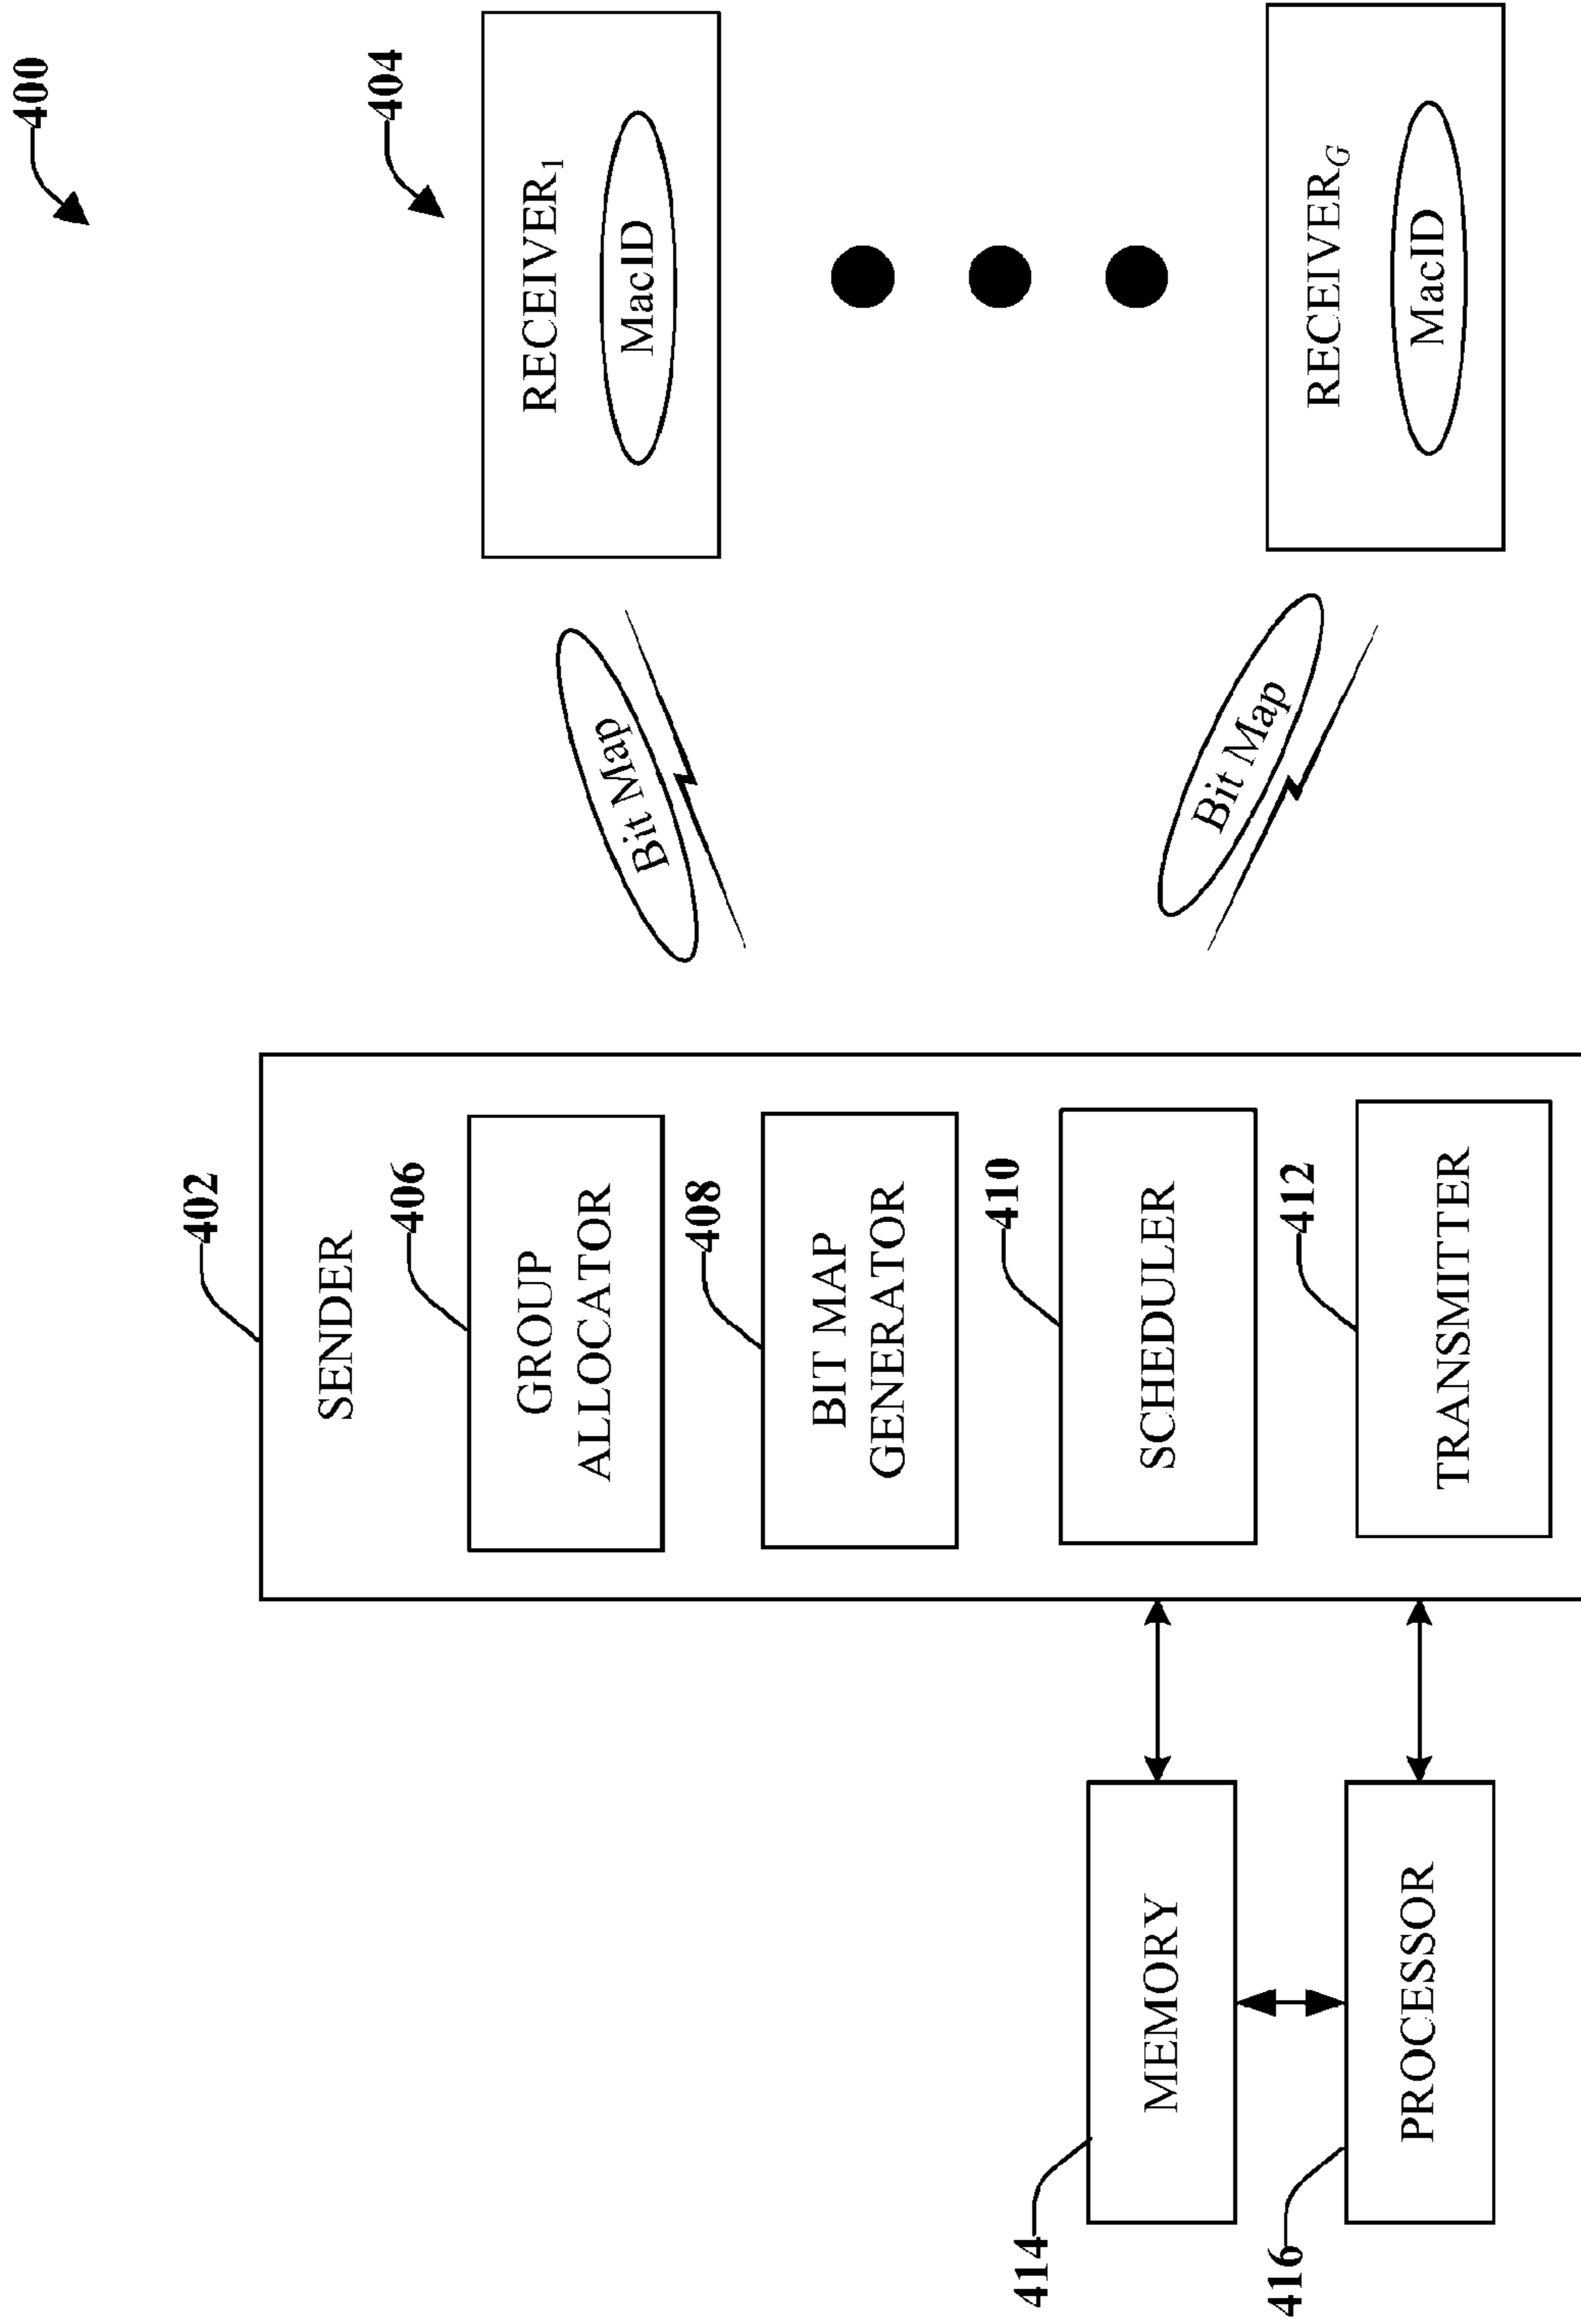 400
404
402
SENDER
406
GROUP
ALLOCATOR
408
BIT MAP
GENERATOR
410
SCHEDULER
412
TRANSMITTER
414
MEMORY
416
PROCESSOR
Bit Map
Bit Map
RECEIVER1
MacID
RECEIVERG
MacID